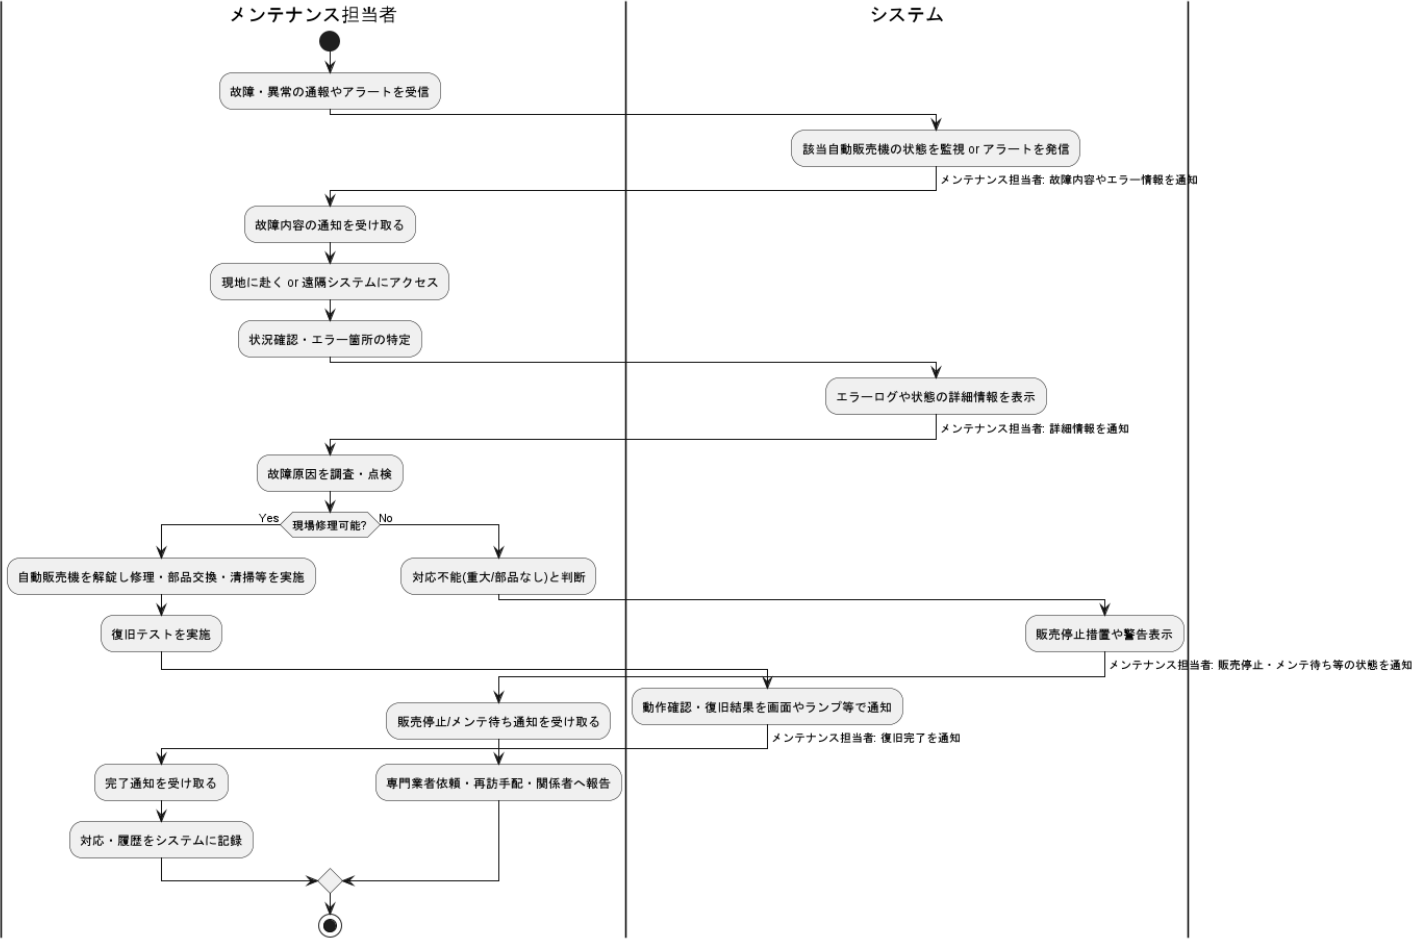 メンテナンス担当者
システム
故障・異常の通報やアラートを受信
該当自動販売機の状態を監視 or アラートを発信
メンテナンス担当者: 故障内容やエラー情報を通知
故障内容の通知を受け取る
現地に赴く or 遠隔システムにアクセス
状況確認・エラー箇所の特定
エラーログや状態の詳細情報を表示
メンテナンス担当者: 詳細情報を通知
故障原因を調査・点検
Yes
現場修理可能?
No
自動販売機を解錠し修理・部品交換・清掃等を実施
対応不能(重大/部品なし)と判断
復旧テストを実施
販売停止措置や警告表示
メンテナンス担当者: 販売停止・メンテ待ち等の状態を通知
動作確認・復旧結果を画面やランプ等で通知
販売停止/メンテ待ち通知を受け取る
メンテナンス担当者: 復旧完了を通知
完了通知を受け取る
専門業者依頼・再訪手配・関係者へ報告
対応・履歴をシステムに記録